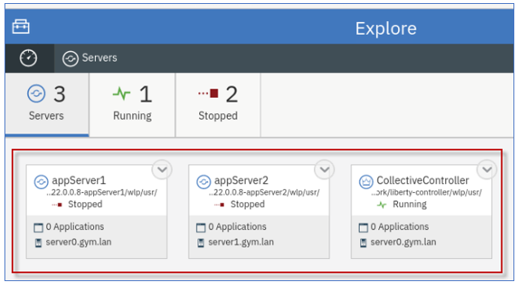 Explore
Servers
3 1 2
Servers Running Stopped
appServer1
...22.0.0.8-appServer1/wlp/usr/
Stopped
0 Applications
server0.gym.lan
appServer2
...22.0.0.8-appServer2/wlp/usr/
Stopped
0 Applications
server1.gym.lan
CollectiveController
...ork/liberty-controller/wlp/usr/
Running
0 Applications
server0.gym.lan